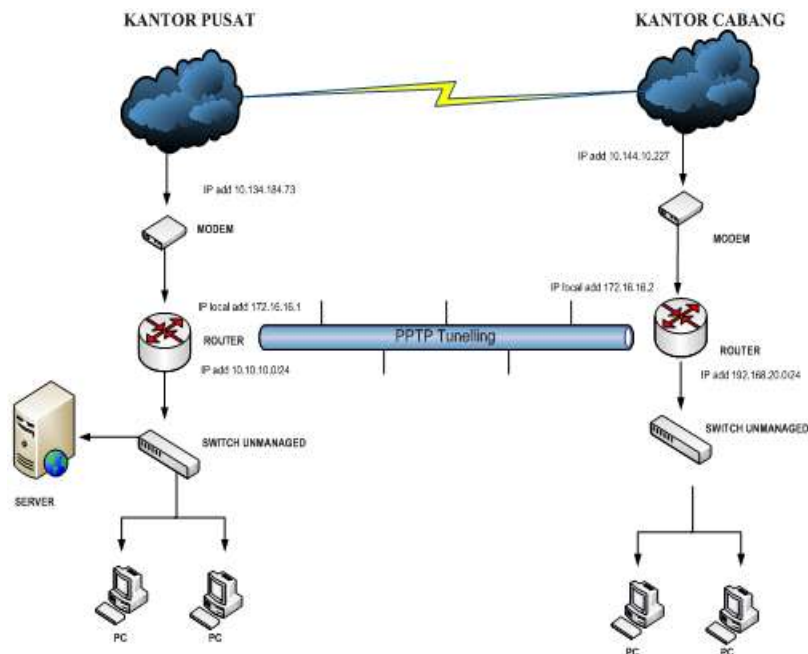 KANTOR PUSAT
KANTOR CABANG
IP add 10.134.184.73
IP add 10.144.10.227
MODEM
MODEM
IP local add 172.16.16.1
IP local add 172.16.16.2
ROUTER
PPTP Tunelling
ROUTER
IP add 10.10.10.0/24
IP add 192.168.20.0/24
SWITCH UNMANAGED
SWITCH UNMANAGED
SERVER
PC
PC
PC
PC